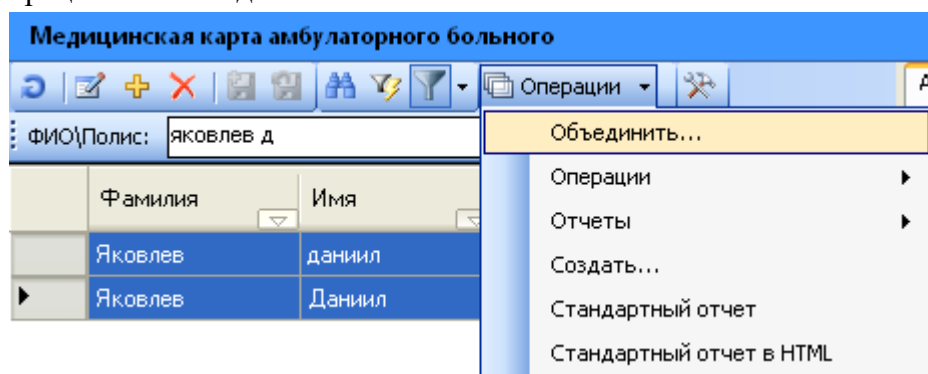 Медицинская карта амбулаторного больного
Операции
ФИО\Полис: яковлев д
Объединить...
Операции
Отчеты
Создать...
Стандартный отчет
Стандартный отчет в HTML
Фамилия Имя
Яковлев даниил
Яковлев Даниил